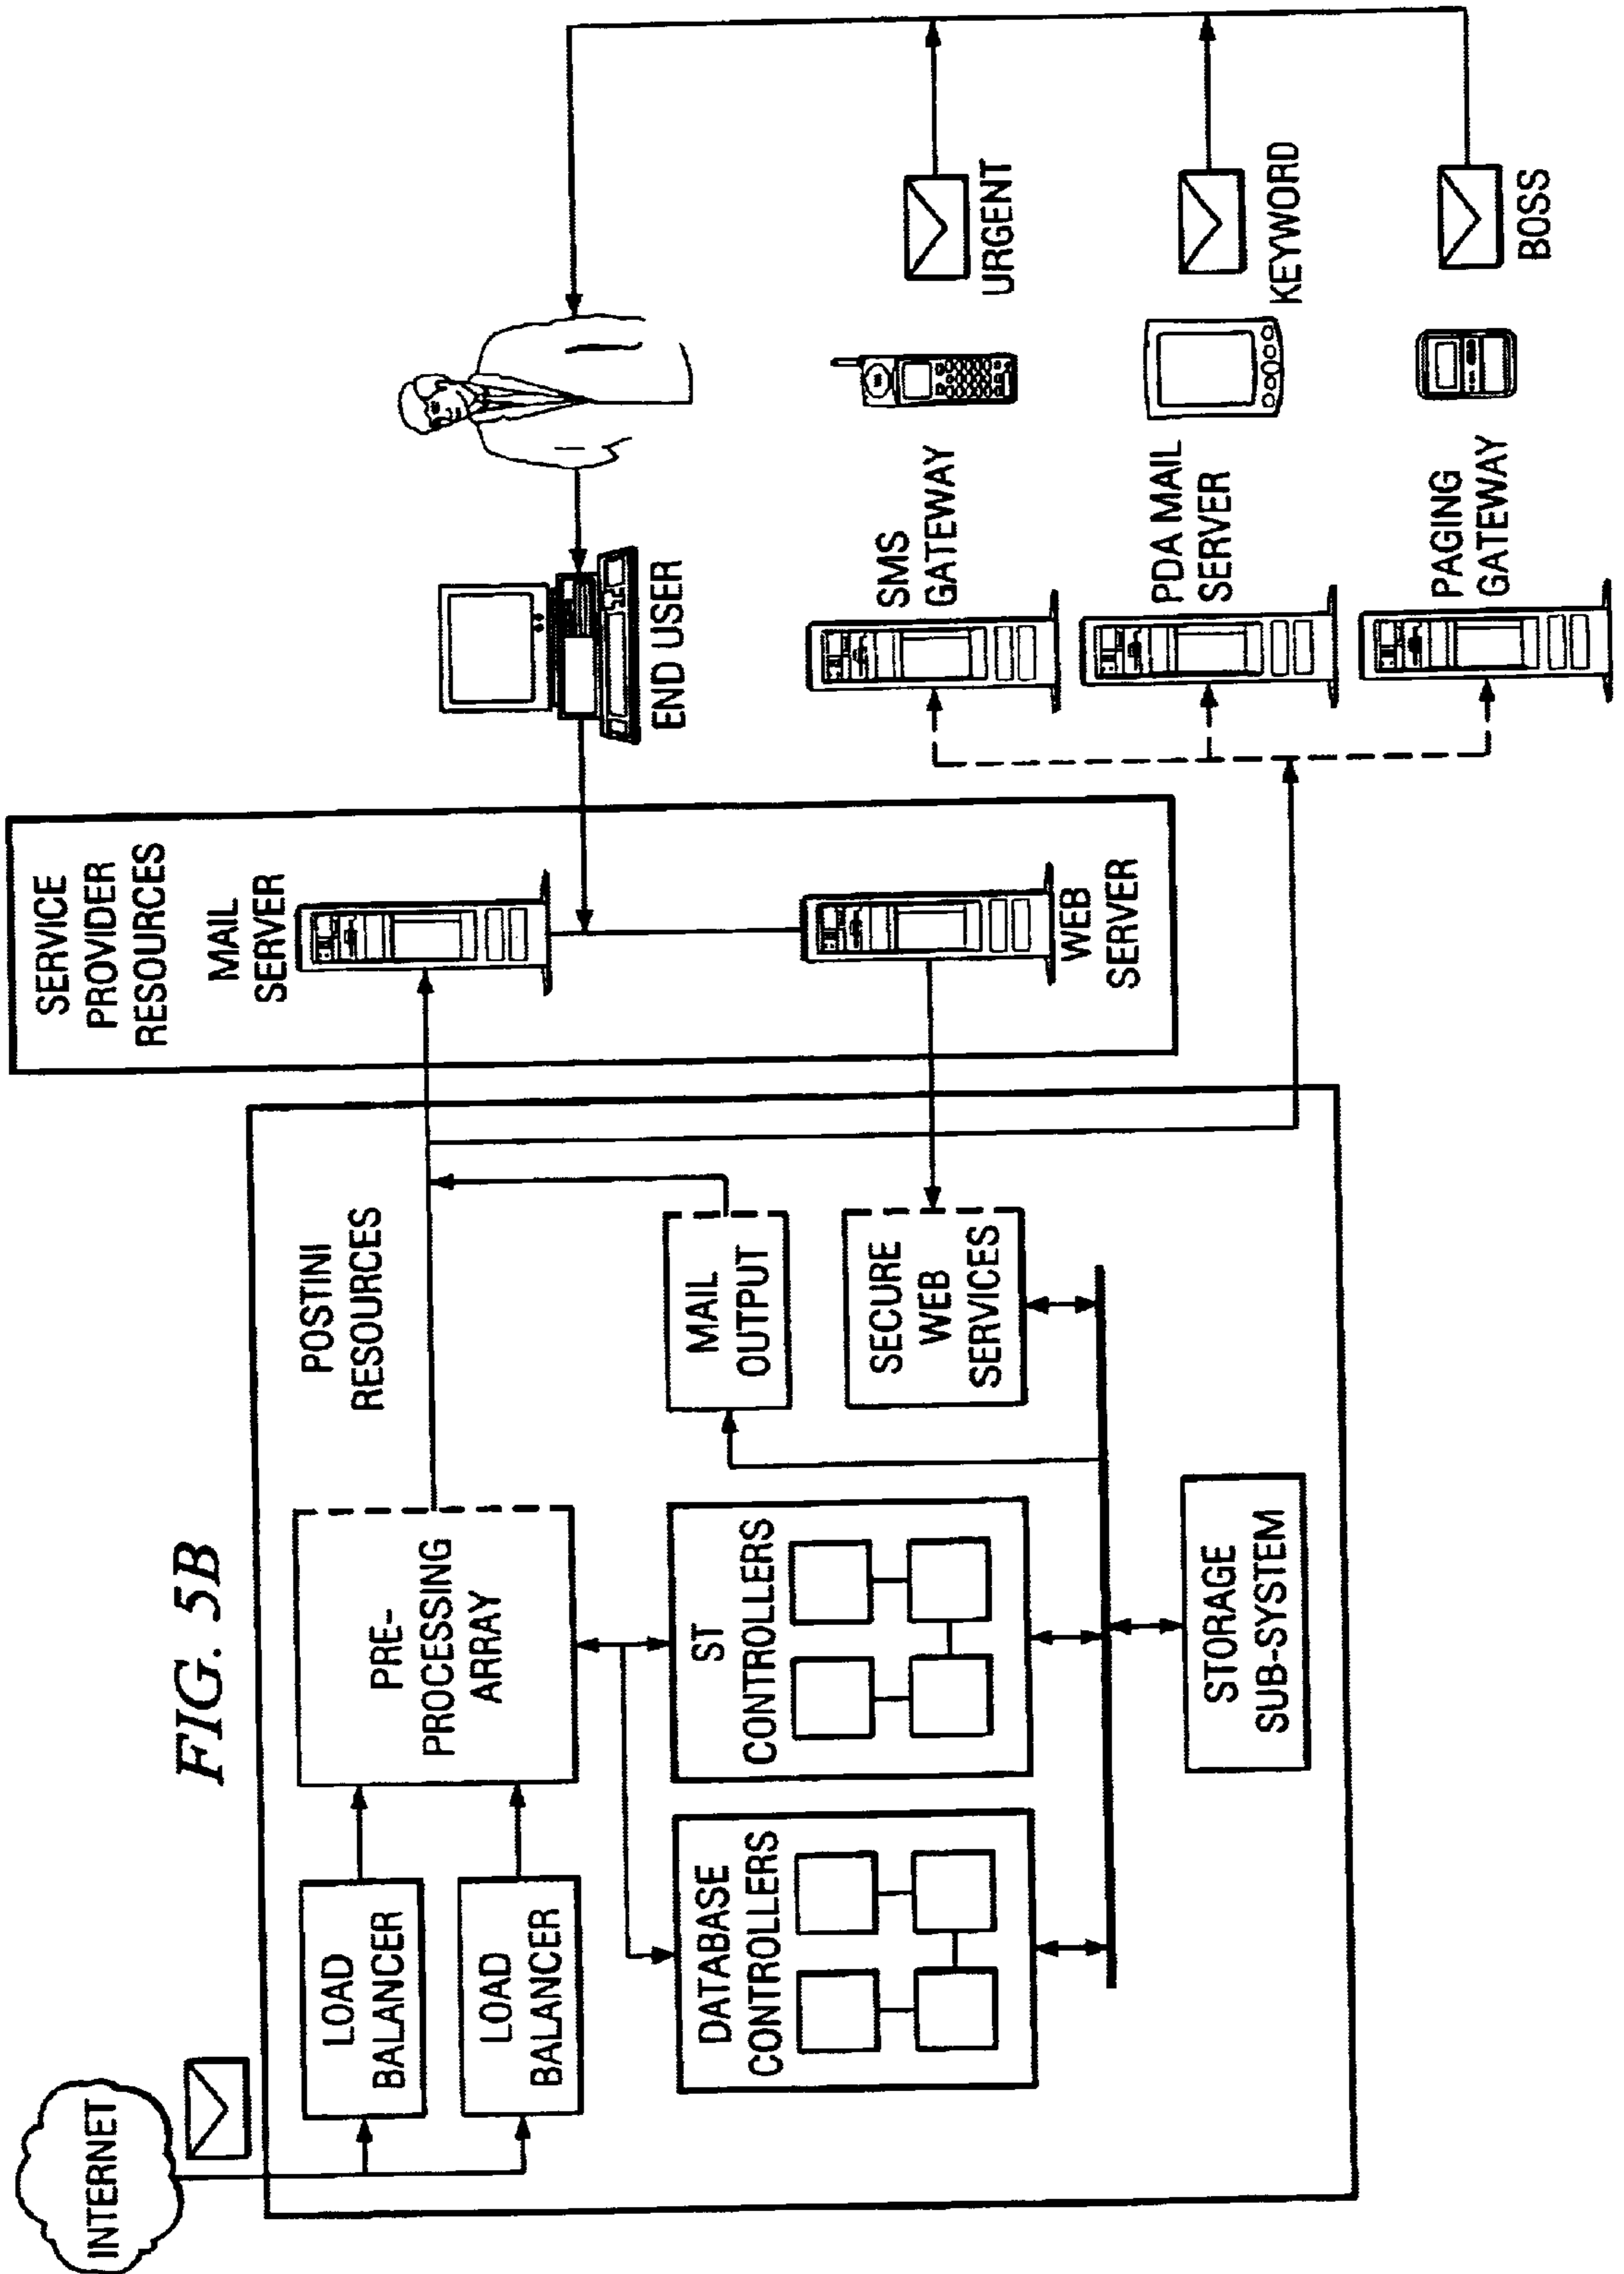 FIG. 5B
INTERNET
LOAD
BALANCER
LOAD
BALANCER
PRE-
PROCESSING
ARRAY
POSTINI
RESOURCES
DATABASE
CONTROLLERS
ST
CONTROLLERS
MAIL
OUTPUT
SECURE
WEB
SERVICES
STORAGE
SUB-SYSTEM
SERVICE
PROVIDER
RESOURCES
MAIL
SERVER
WEB
SERVER
END USER
SMS
GATEWAY
URGENT
PDA MAIL
SERVER
KEYWORD
PAGING
GATEWAY
BOSS